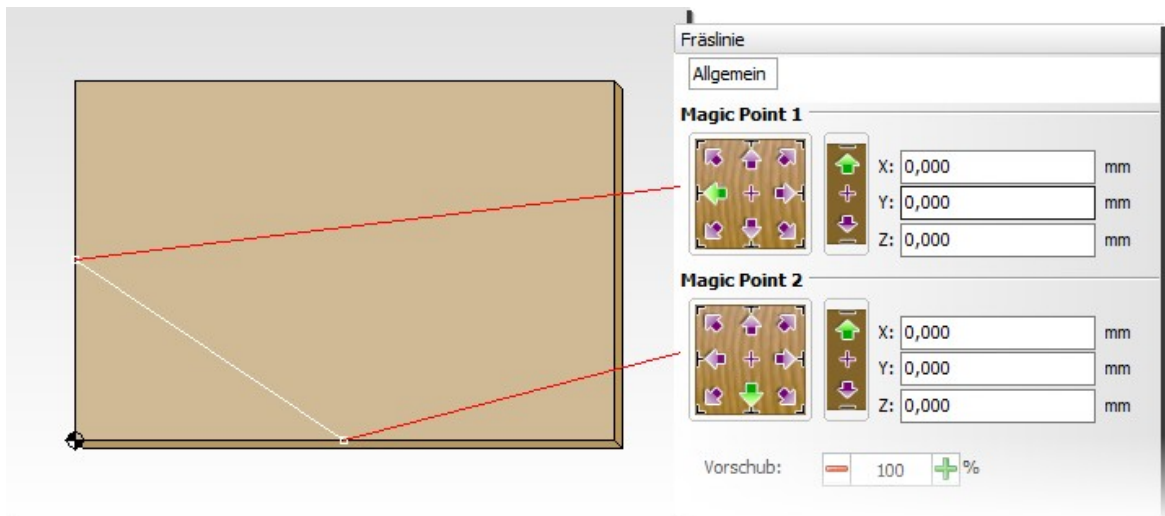 Fräslinie
Allgemein
Magic Point 1
X: 0,000 mm
Y: 0,000 mm
Z: 0,000 mm
Magic Point 2
X: 0,000 mm
Y: 0,000 mm
Z: 0,000 mm
Vorschub: 100 %